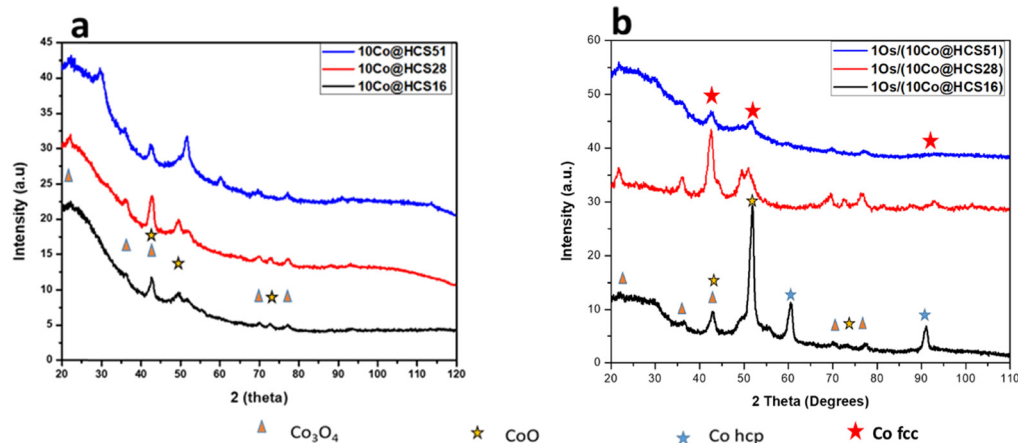 a
10Co@HCS51
10Co@HCS28
10Co@HCS16
Intensity (a.u)
45
40
35
30
25
20
15
10
5
0
20 30 40 50 60 70 80 90 100 110 120
2 (theta)
b
1Os/(10Co@HCS51)
1Os/(10Co@HCS28)
1Os/(10Co@HCS16)
Intensity (a.u.)
60
50
40
30
20
10
0
20 30 40 50 60 70 80 90 100 110
2 Theta (Degrees)
Co₃O₄ CoO Co hcp Co fcc